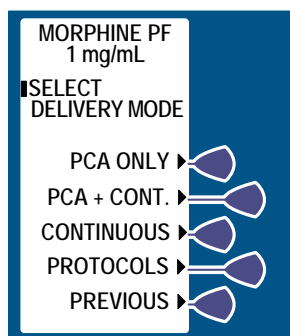 MORPHINE PF
1 mg/mL
SELECT
DELIVERY MODE
PCA ONLY
PCA + CONT.
CONTINUOUS
PROTOCOLS
PREVIOUS